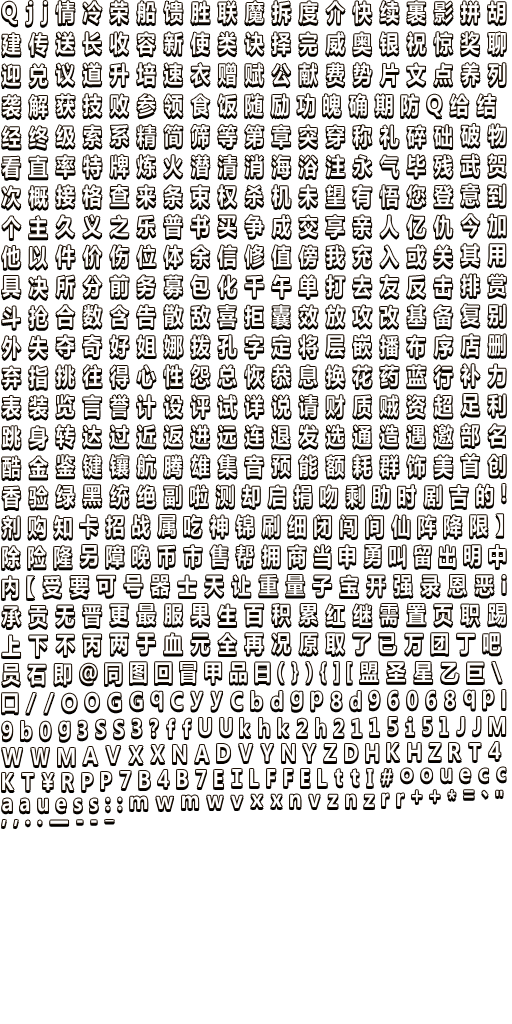 Q j j 情 冷 荣 船 馈 胜 联 魔 拆 度 介 快 续 裹 影 拼 胡
建 传 送 长 收 容 新 使 类 诀 择 完 威 奥 银 祝 惊 奖 聊
迎 兑 议 道 升 培 速 衣 赠 赋 公 献 费 势 片 文 点 养 列
袭 解 获 技 败 参 领 食 饭 随 励 功 魄 确 期 防 Q 给 结
经 终 级 索 系 精 简 筛 等 第 章 突 穿 称 礼 碎 础 破 物
看 直 率 特 牌 炼 火 潜 清 消 海 浴 注 永 气 毕 残 武 贺
次 概 接 格 查 来 条 束 权 杀 机 未 望 有 悟 您 登 意 到
个 主 久 义 之 乐 普 书 买 争 成 交 享 亲 人 亿 仇 今 加
他 以 件 价 伤 位 体 余 信 修 值 傍 我 充 入 或 关 其 用
具 决 所 分 前 务 募 包 化 千 午 单 打 去 友 反 击 排 赏
斗 抢 合 数 含 告 散 敌 喜 拒 囊 效 放 攻 改 基 备 复 别
外 失 夺 奇 好 姐 娜 拨 孔 字 定 将 层 嵌 播 布 序 店 删
弃 指 挑 往 得 心 性 怨 总 恢 恭 息 换 花 药 蓝 行 补 力
表 装 览 言 誉 计 设 评 试 详 说 请 财 质 贼 资 超 足 利
跳 身 转 达 过 近 返 进 远 连 退 发 选 通 造 遇 邀 部 名
酷 金 鉴 键 镶 航 腾 雄 集 音 预 能 额 耗 群 饰 美 首 创
香 验 绿 黑 统 绝 副 啦 测 却 启 捐 吻 剩 助 时 剧 吉 的 !
剂 购 知 卡 招 战 属 吃 神 锦 刷 细 闭 闯 间 仙 阵 降 限 】
除 险 隆 另 障 晚 币 市 售 帮 拥 商 当 申 勇 叫 留 出 明 中
内 【 受 要 可 号 器 士 天 让 重 量 子 宝 开 强 录 恩 恶 i
承 贡 无 晋 更 最 服 果 生 百 积 累 红 继 需 置 页 职 踢
上 下 不 丙 两 于 血 元 全 再 况 原 取 了 已 万 团 丁 吧
员 石 即 @ 同 图 回 冒 甲 品 日 ( ) } { ] [ 盟 圣 星 乙 巨 \
口 / / O O G G q C y y C b d g p 8 d 9 6 0 6 8 q p l
9 b 0 g 3 S S 3 ? f f U U k h k 2 h 2 1 1 5 i 5 1 J J M
W W M A V X X N A D V Y N Y Z D H K H Z R T 4
K T ¥ R P P 7 B 4 B 7 E I L F F E L t t I # o o u e c c
a a u e s s : : m w m w v x x n v z n z r r + + * = 、 "
' ' · · — - - -